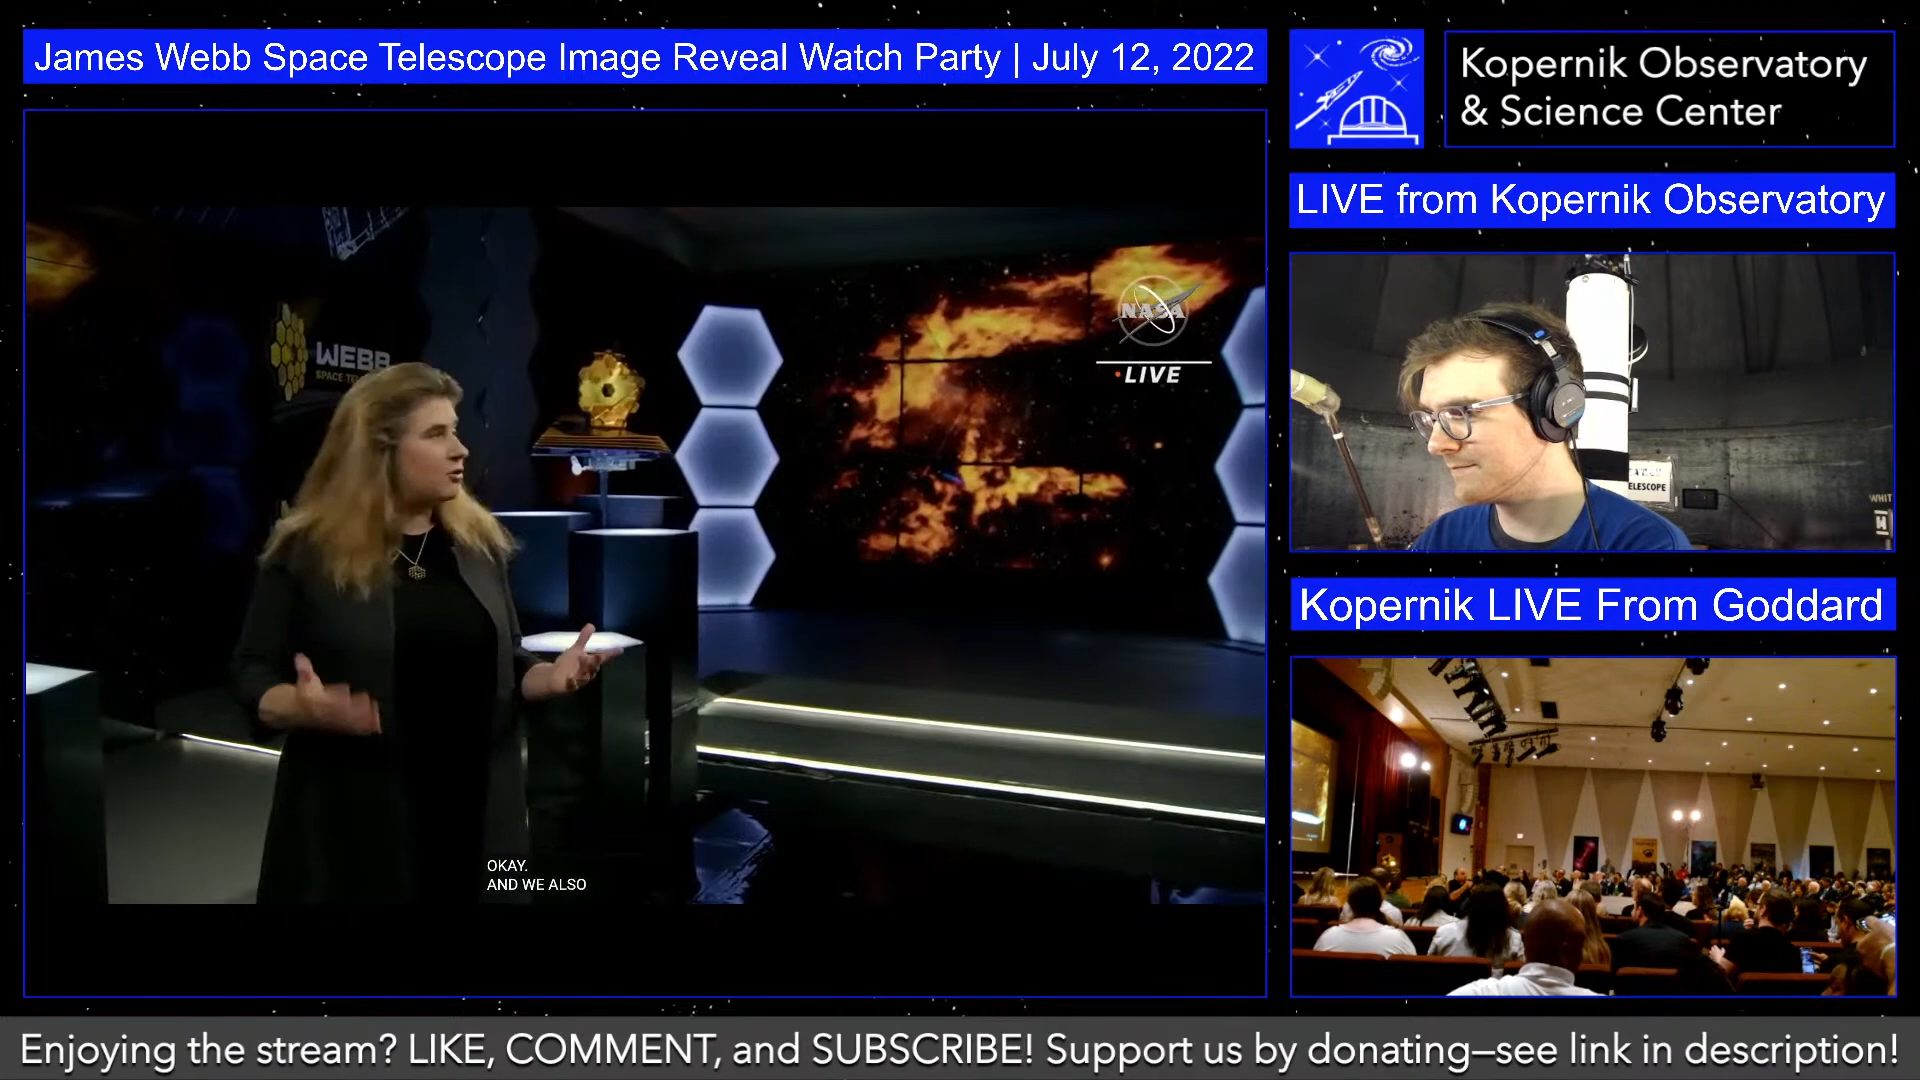 James Webb Space Telescope Image Reveal Watch Party | July 12, 2022
Kopernik Observatory
& Science Center
LIVE from Kopernik Observatory
WEBB
NASA
LIVE
OKAY.
AND WE ALSO
ELESCOPE
WHIT
Kopernik LIVE From Goddard
Enjoying the stream? LIKE, COMMENT, and SUBSCRIBE! Support us by donating—see link in description!